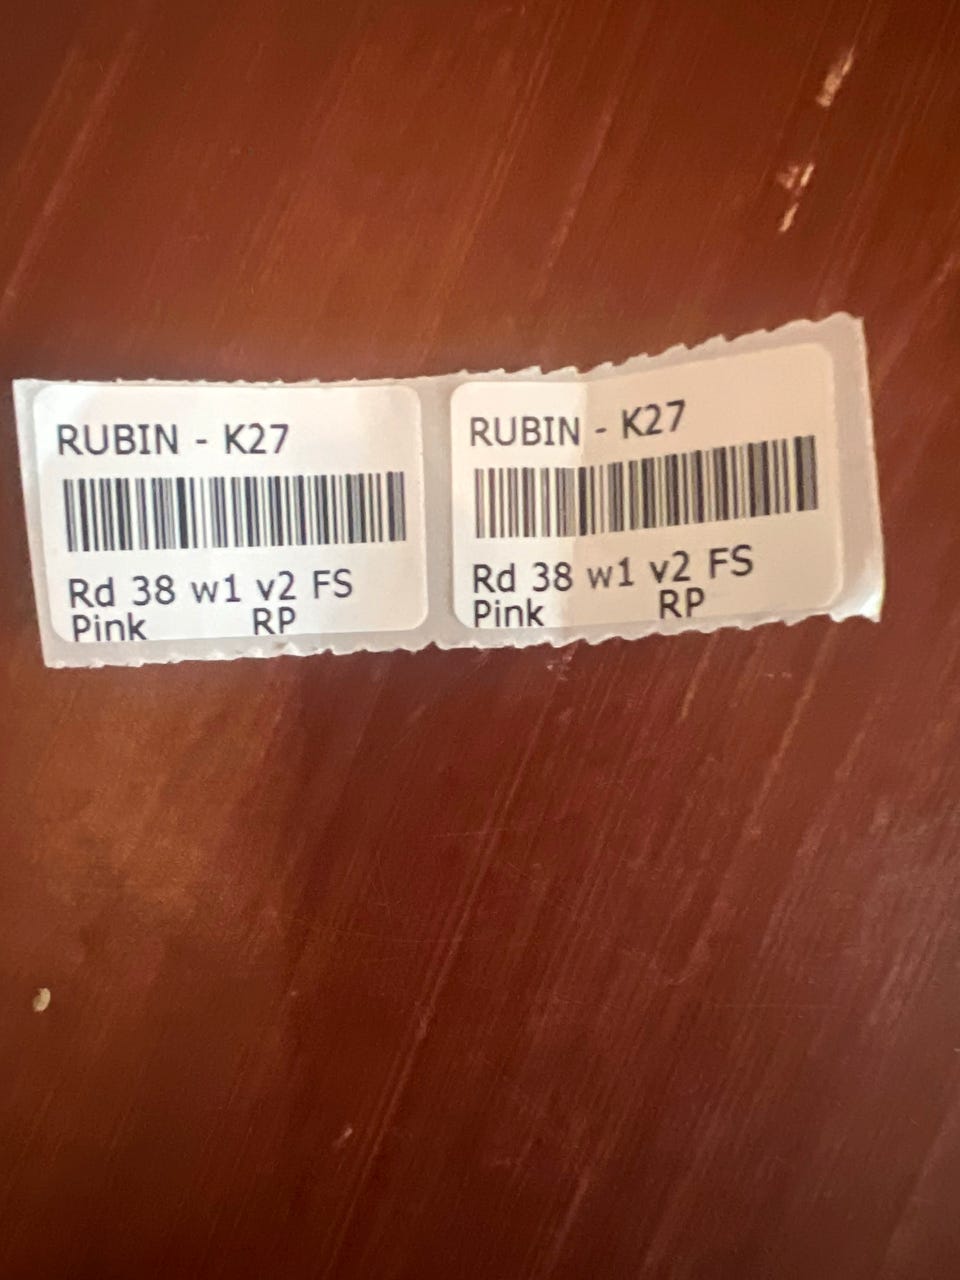 RUBIN - K27
Rd 38 w1 v2 FS
Pink RP
RUBIN - K27
Rd 38 w1 v2 FS
Pink RP